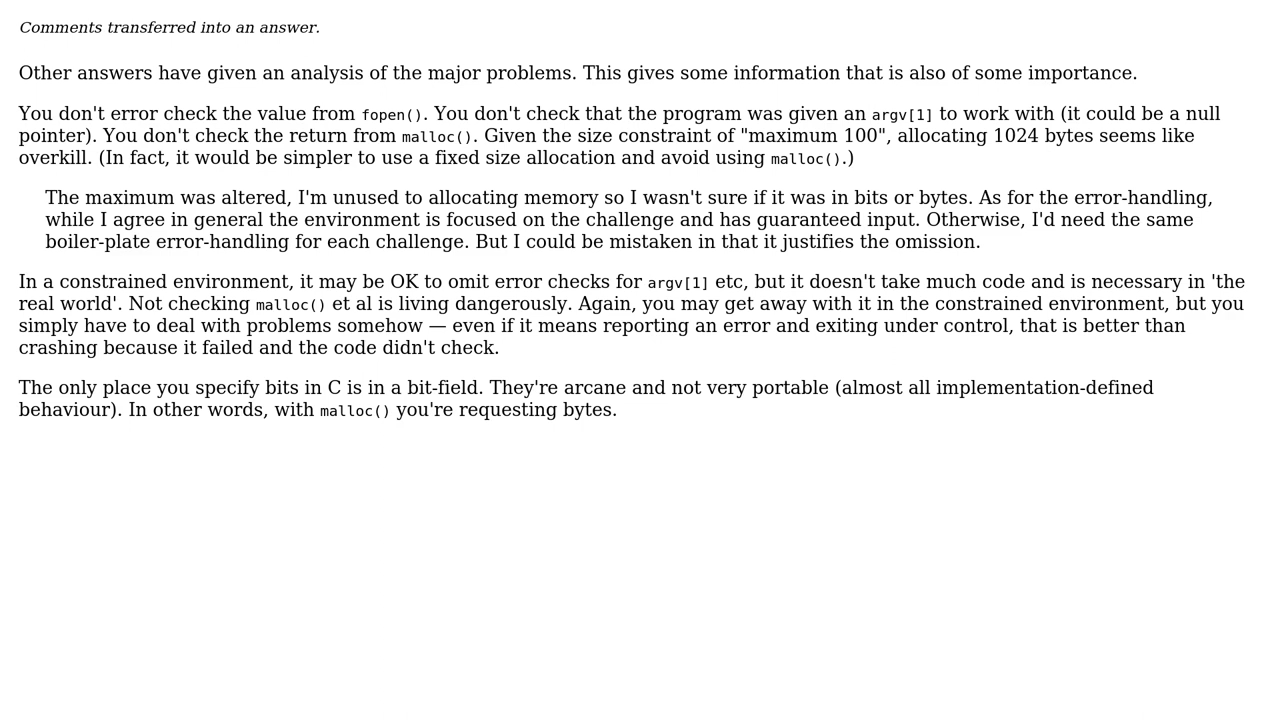 Comments transferred into an answer.
Other answers have given an analysis of the major problems. This gives some information that is also of some importance.
You don't error check the value from fopen(). You don't check that the program was given an argv[1] to work with (it could be a null
pointer). You don't check the return from malloc(). Given the size constraint of "maximum 100", allocating 1024 bytes seems like
overkill. (In fact, it would be simpler to use a fixed size allocation and avoid using malloc().)
The maximum was altered, I'm unused to allocating memory so I wasn't sure if it was in bits or bytes. As for the error-handling,
while I agree in general the environment is focused on the challenge and has guaranteed input. Otherwise, I'd need the same
boiler-plate error-handling for each challenge. But I could be mistaken in that it justifies the omission.
In a constrained environment, it may be OK to omit error checks for argv[1] etc, but it doesn't take much code and is necessary in 'the
real world'. Not checking malloc() et al is living dangerously. Again, you may get away with it in the constrained environment, but you
simply have to deal with problems somehow — even if it means reporting an error and exiting under control, that is better than
crashing because it failed and the code didn't check.
The only place you specify bits in C is in a bit-field. They're arcane and not very portable (almost all implementation-defined
behaviour). In other words, with malloc() you're requesting bytes.